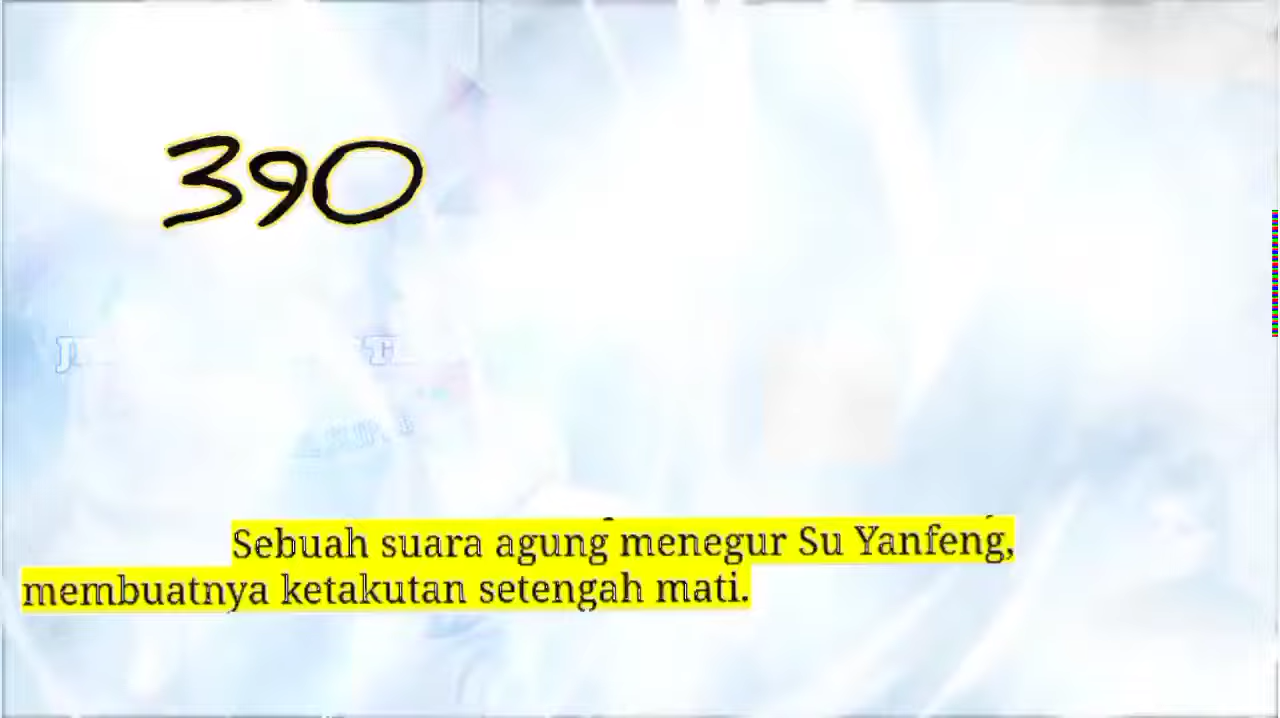 390
Sebuah suara agung menegur Su Yanfeng,
membuatnya ketakutan setengah mati.